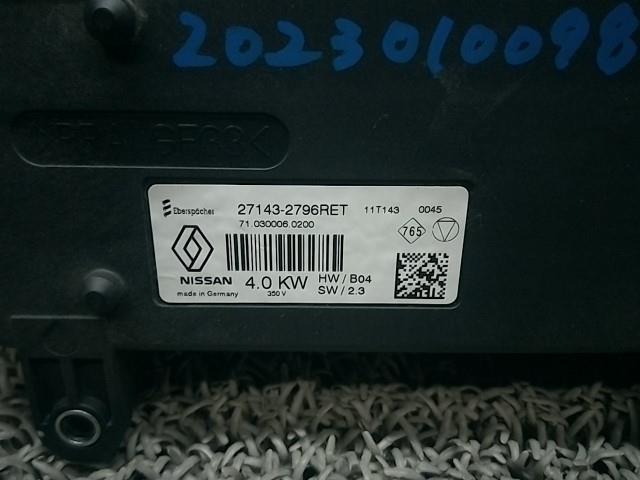 2023010098
Eberspächer 27143-2796RET 11T143 0045
71.030006.0200
765
NISSAN 4.0 KW HW / B04
made in Germany 350 V SW / 2.3